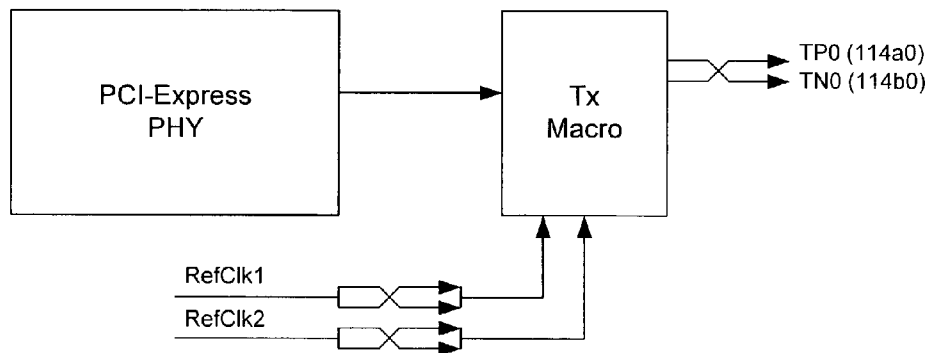 PCI-Express
PHY
Tx
Macro
TP0 (114a0)
TN0 (114b0)
RefClk1
RefClk2